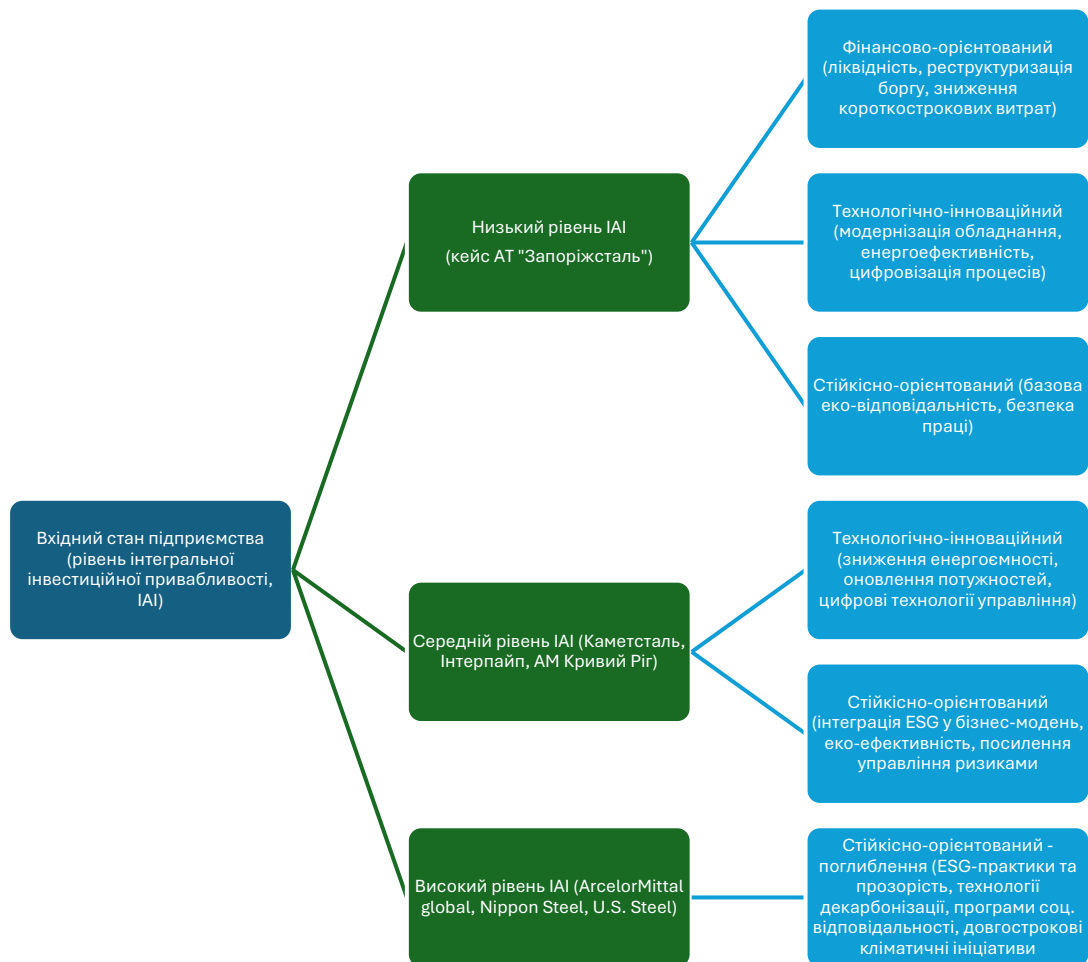 Фінансово-орієнтований
(ліквідність, реструктуризація
боргу, зниження
короткострокових витрат)
Низький рівень ІАІ
(кейс АТ "Запоріжсталь")
Технологічно-інноваційний
(модернізація обладнання,
енергоефективність,
цифровізація процесів)
Стійкісно-орієнтований (базова
еко-відповідальність, безпека
праці)
Вхідний стан підприємства
(рівень інтегральної
інвестиційної привабливості,
ІАІ)
Середній рівень ІАІ (Каметсталь,
Інтерпайп, АМ Кривий Ріг)
Технологічно-інноваційний
(зниження енергоємності,
оновлення потужностей,
цифрові технології управління)
Стійкісно-орієнтований
(інтеграція ESG у бізнес-модень,
еко-ефективність, посилення
управління ризиками
Високий рівень ІАІ (ArcelorMittal
global, Nippon Steel, U.S. Steel)
Стійкісно-орієнтований -
поглиблення (ESG-практики та
прозорість, технології
декарбонізації, програми соц.
відповідальності, довгострокові
кліматичні ініціативи